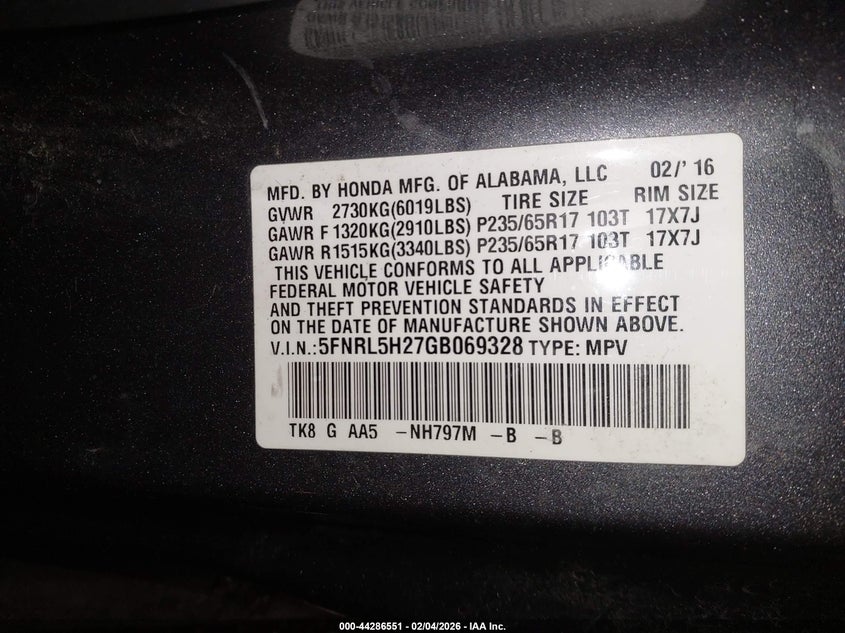 MFD. BY HONDA MFG. OF ALABAMA, LLC 02/' 16
GVWR 2730KG(6019LBS) TIRE SIZE RIM SIZE
GAWR F 1320KG(2910LBS) P235/65R17 103T 17X7J
GAWR R1515KG(3340LBS) P235/65R17 103T 17X7J
THIS VEHICLE CONFORMS TO ALL APPLICABLE
FEDERAL MOTOR VEHICLE SAFETY
AND THEFT PREVENTION STANDARDS IN EFFECT
ON THE DATE OF MANUFACTURE SHOWN ABOVE.
V.I.N.:5FNRL5H27GB069328 TYPE: MPV
TK8 G AA5 -NH797M -B -B
000-44286551 - 02/04/2026 - IAA Inc.